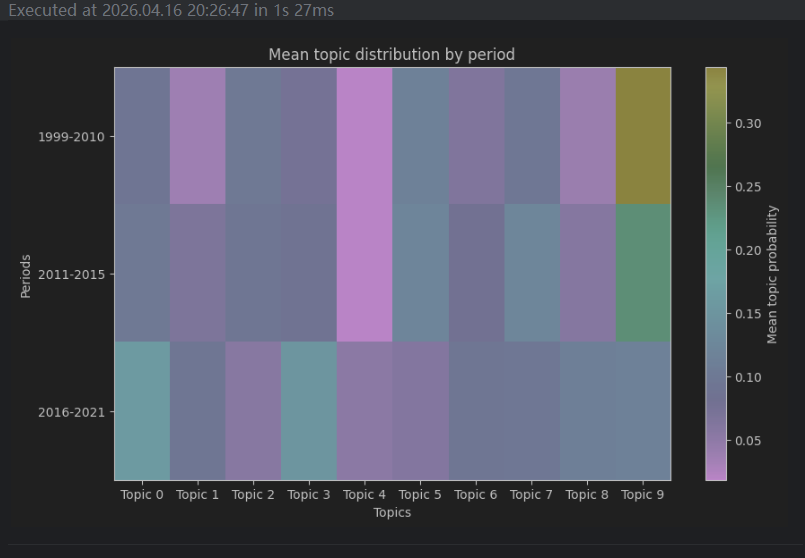 Executed at 2026.04.16 20:26:47 in 1s 27ms
Mean topic distribution by period
1999-2010
2011-2015
2016-2021
Periods
Topic 0 Topic 1 Topic 2 Topic 3 Topic 4 Topic 5 Topic 6 Topic 7 Topic 8 Topic 9
Topics
0.30
0.25
0.20
0.15
0.10
0.05
Mean topic probability